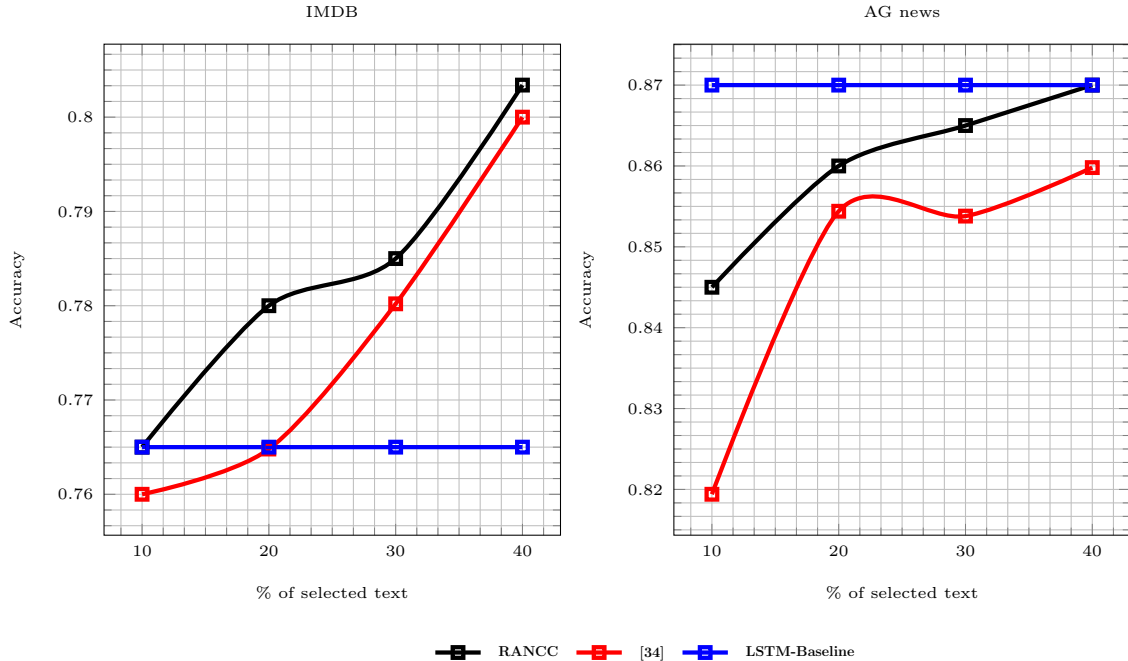 IMDB
0.8
0.79
0.78
0.77
0.76
Accuracy
10 20 30 40
% of selected text
AG news
0.87
0.86
0.85
0.84
0.83
0.82
Accuracy
10 20 30 40
% of selected text
RANCC [34] LSTM-Baseline